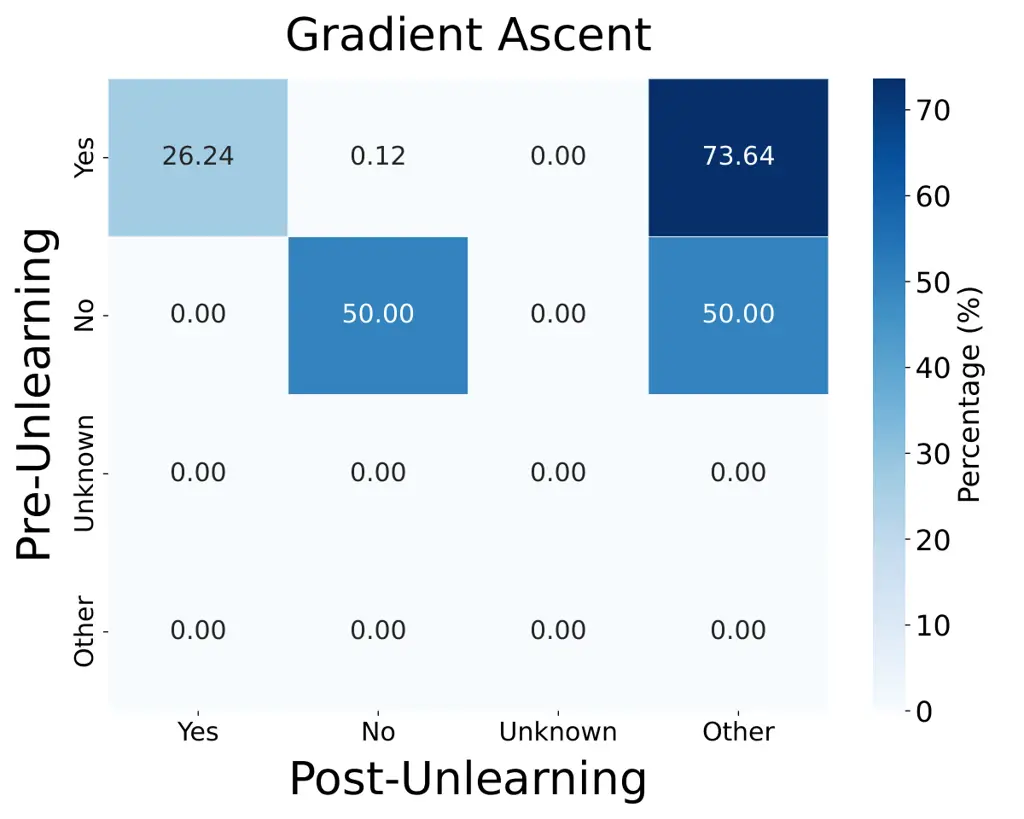 Gradient Ascent
Pre-Unlearning
Yes
26.24 0.12 0.00 73.64
No
0.00 50.00 0.00 50.00
Unknown
0.00 0.00 0.00 0.00
Other
0.00 0.00 0.00 0.00
Yes No Unknown Other
Post-Unlearning
70
60
50
40
30
20
10
0
Percentage (%)